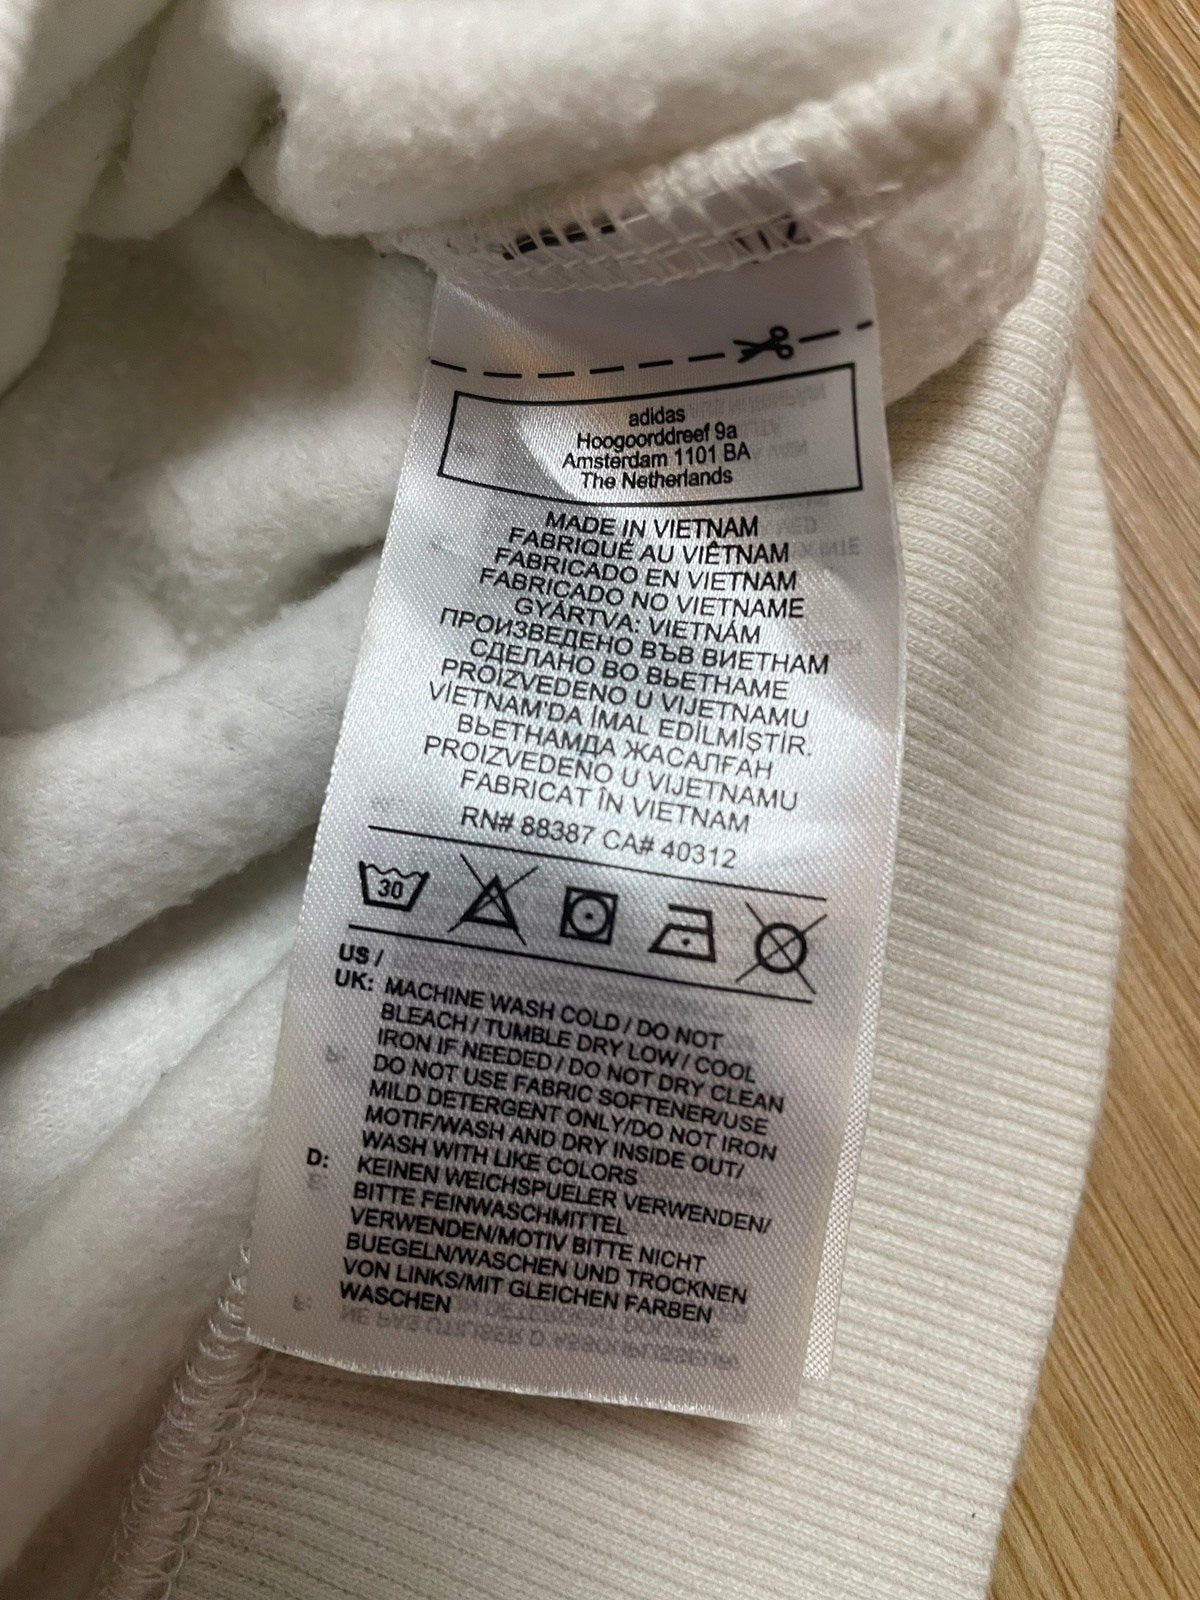 adidas
Hoogoorddreef 9a
Amsterdam 1101 BA
The Netherlands
MADE IN VIETNAM
FABRIQUÉ AU VIÊTNAM
FABRICADO EN VIETNAM
FABRICADO NO VIETNAME
GYÁRTVA: VIETNÁM
ПРОИЗВЕДЕНО ВЪВ ВИЕТНАМ
СДЕЛАНО ВО ВЬЕТНАМЕ
PROIZVEDENO U VIJETNAMU
VIETNAM'DA İMAL EDİLMİŞTİR.
ВЬЕТНАМДА ЖАСАЛҒАН
PROIZVEDENO U VIJETNAMU
FABRICAT ÎN VIETNAM
RN# 88387 CA# 40312
30
US /
UK: MACHINE WASH COLD / DO NOT
BLEACH / TUMBLE DRY LOW / COOL
IRON IF NEEDED / DO NOT DRY CLEAN
DO NOT USE FABRIC SOFTENER/USE
MILD DETERGENT ONLY/DO NOT IRON
MOTIF/WASH AND DRY INSIDE OUT/
WASH WITH LIKE COLORS
D: KEINEN WEICHSPUELER VERWENDEN/
BITTE FEINWASCHMITTEL
VERWENDEN/MOTIV BITTE NICHT
BUEGELN/WASCHEN UND TROCKNEN
VON LINKS/MIT GLEICHEN FARBEN
WASCHEN